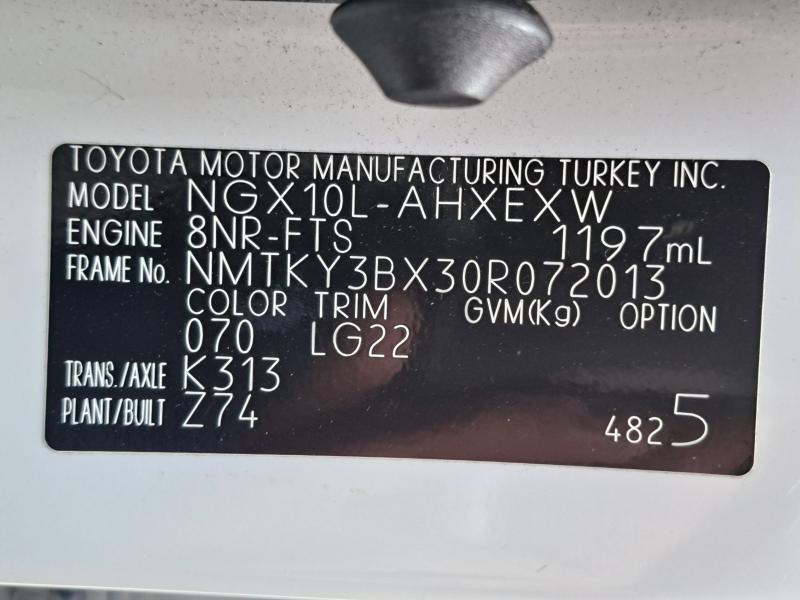 TOYOTA MOTOR MANUFACTURING TURKEY INC.
MODEL NGX10L-AHXEXW
ENGINE 8NR-FTS 1197mL
FRAME No. NMTKY3BX30R072013
COLOR TRIM GVM(Kg) OPTION
070 LG22
TRANS./AXLE K313
PLANT/BUILT Z74
4825